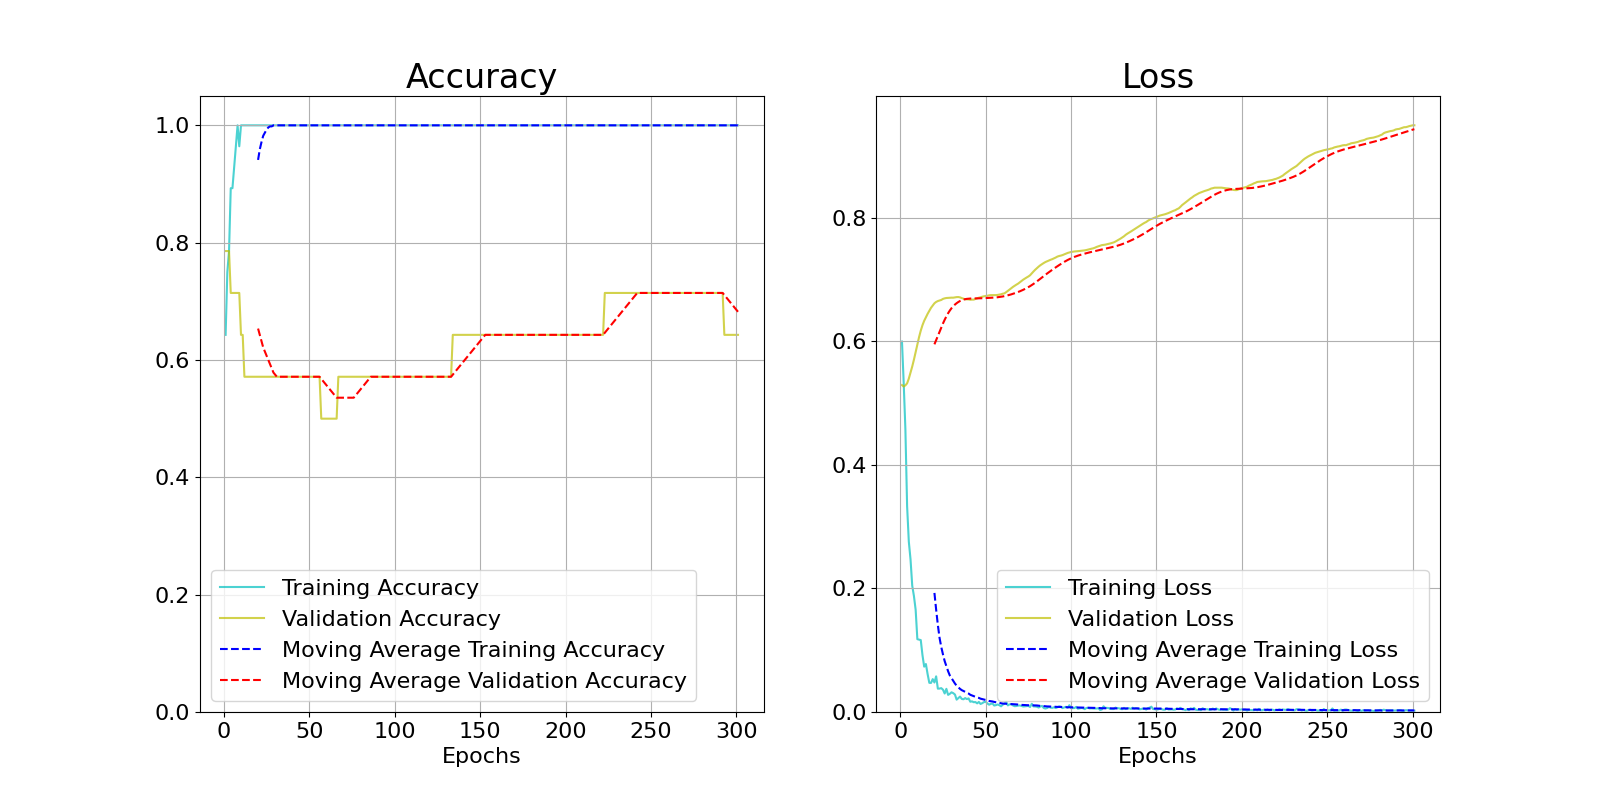 Accuracy
1.0
0.8
0.6
0.4
0.2
0.0
Training Accuracy
Validation Accuracy
Moving Average Training Accuracy
Moving Average Validation Accuracy
0 50 100 150 200 250 300
Epochs
Loss
0.8
0.6
0.4
0.2
0.0
Training Loss
Validation Loss
Moving Average Training Loss
Moving Average Validation Loss
0 50 100 150 200 250 300
Epochs